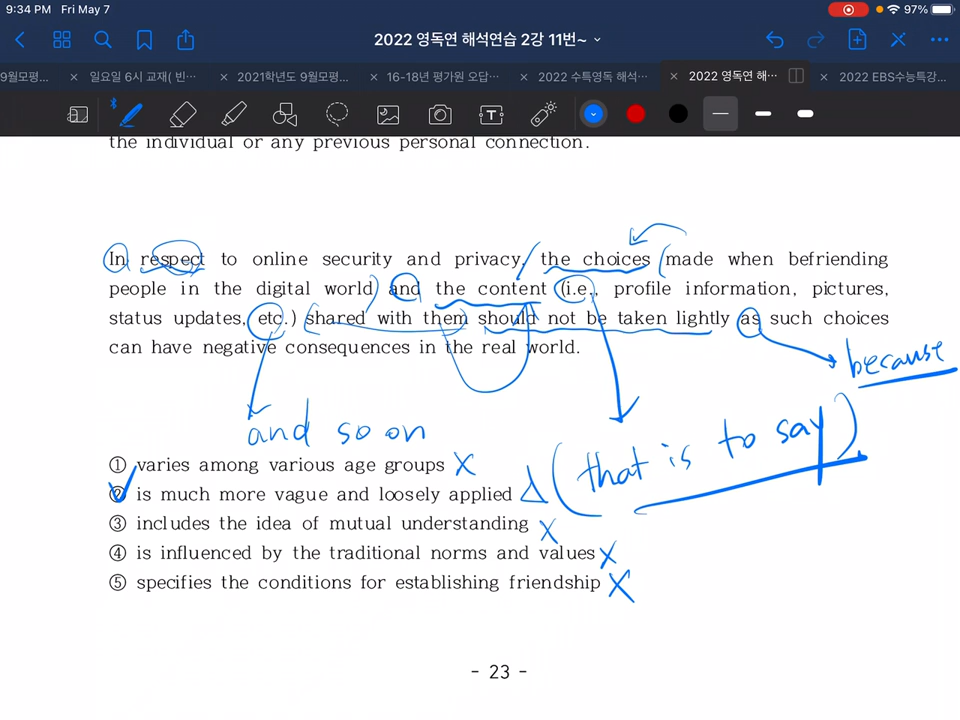 9:34 PM Fri May 7
97%
2022 영독연 해석연습 2강 11번~
9월모평...
일요일 6시 교재( 빈...
2021학년도 9월모평...
16-18년 평가원 오답...
2022 수특영독 해석...
2022 영독연 해...
2022 EBS수능특강...
the individual or any previous personal connection.
In respect to online security and privacy, the choices made when befriending
people in the digital world and the content (i.e., profile information, pictures,
status updates, etc.) shared with them should not be taken lightly as such choices
can have negative consequences in the real world.
because
and so on
(that is to say)
① varies among various age groups X
② is much more vague and loosely applied △
③ includes the idea of mutual understanding X
④ is influenced by the traditional norms and values X
⑤ specifies the conditions for establishing friendship X
- 23 -